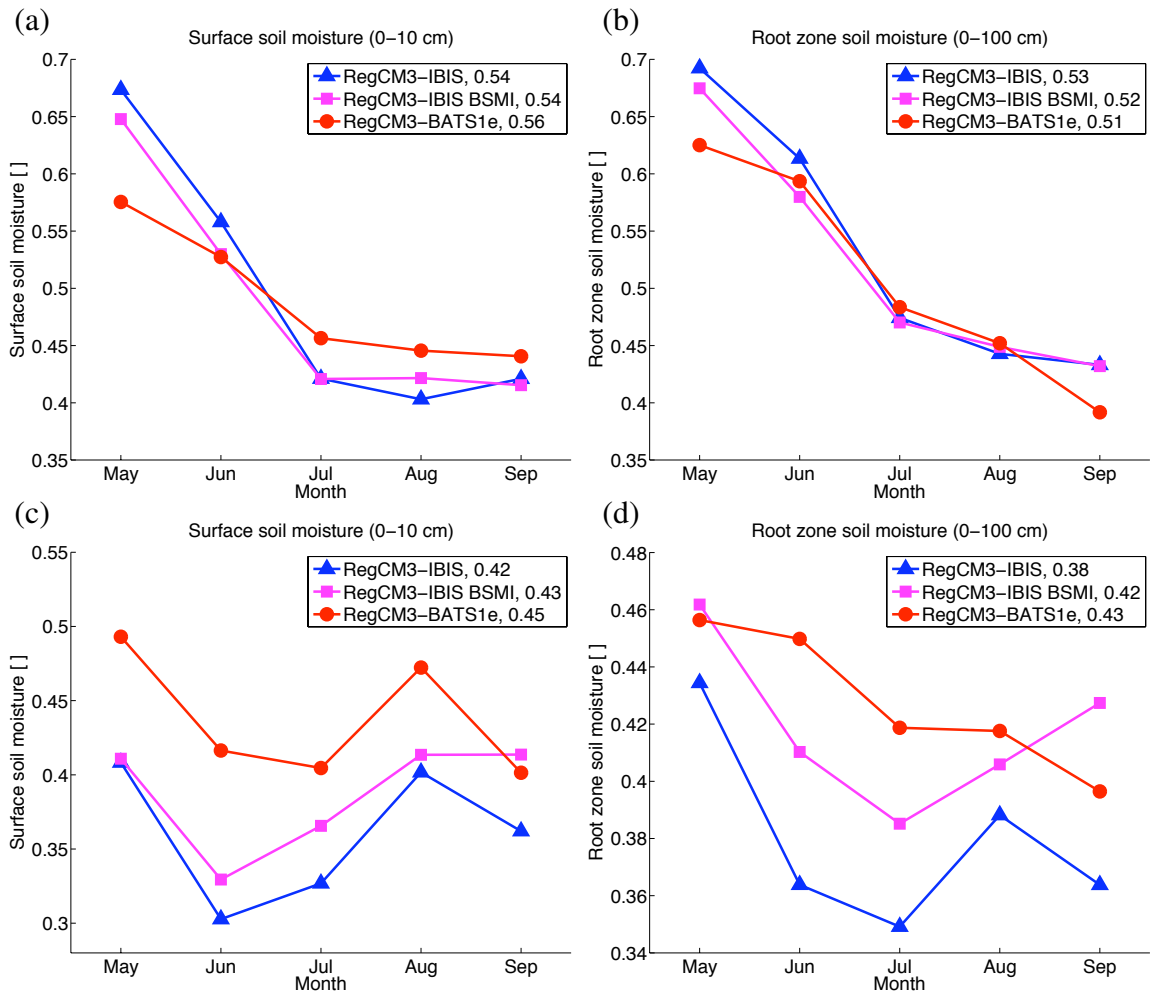 (a)
Surface soil moisture (0−10 cm)
RegCM3−IBIS, 0.54
RegCM3−IBIS BSMI, 0.54
RegCM3−BATS1e, 0.56
Surface soil moisture [ ]
0.7
0.65
0.6
0.55
0.5
0.45
0.4
0.35
May Jun Jul Aug Sep
Month
(b)
Root zone soil moisture (0−100 cm)
RegCM3−IBIS, 0.53
RegCM3−IBIS BSMI, 0.52
RegCM3−BATS1e, 0.51
Root zone soil moisture [ ]
0.7
0.65
0.6
0.55
0.5
0.45
0.4
0.35
May Jun Jul Aug Sep
Month
(c)
Surface soil moisture (0−10 cm)
RegCM3−IBIS, 0.42
RegCM3−IBIS BSMI, 0.43
RegCM3−BATS1e, 0.45
Surface soil moisture [ ]
0.55
0.5
0.45
0.4
0.35
0.3
May Jun Jul Aug Sep
Month
(d)
Root zone soil moisture (0−100 cm)
RegCM3−IBIS, 0.38
RegCM3−IBIS BSMI, 0.42
RegCM3−BATS1e, 0.43
Root zone soil moisture [ ]
0.48
0.46
0.44
0.42
0.4
0.38
0.36
0.34
May Jun Jul Aug Sep
Month